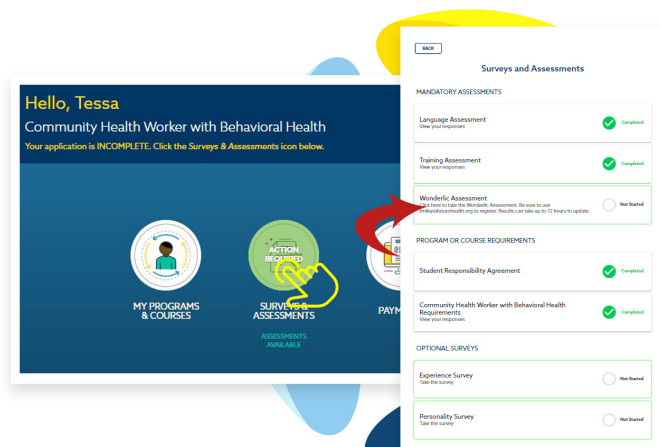 Hello, Tessa
Community Health Worker with Behavioral Health
Your application is INCOMPLETE. Click the Surveys & Assessments icon below.
MY PROGRAMS
& COURSES
ACTION
REQUIRED
SURVEYS &
ASSESSMENTS
ASSESSMENTS
AVAILABLE
PAYM
BACK
Surveys and Assessments
MANDATORY ASSESSMENTS
Language Assessment
View your responses
Completed
Training Assessment
View your responses
Completed
Wonderlic Assessment
Click here to take the Wonderlic Assessment. Be sure to use
tmiley@futurehealth.org to register. Results can take up to 72 hours to update.
Not Started
PROGRAM OR COURSE REQUIREMENTS
Student Responsibility Agreement
Completed
Community Health Worker with Behavioral Health
Requirements
View your responses
Completed
OPTIONAL SURVEYS
Experience Survey
Take the survey
Not Started
Personality Survey
Take the survey
Not Started